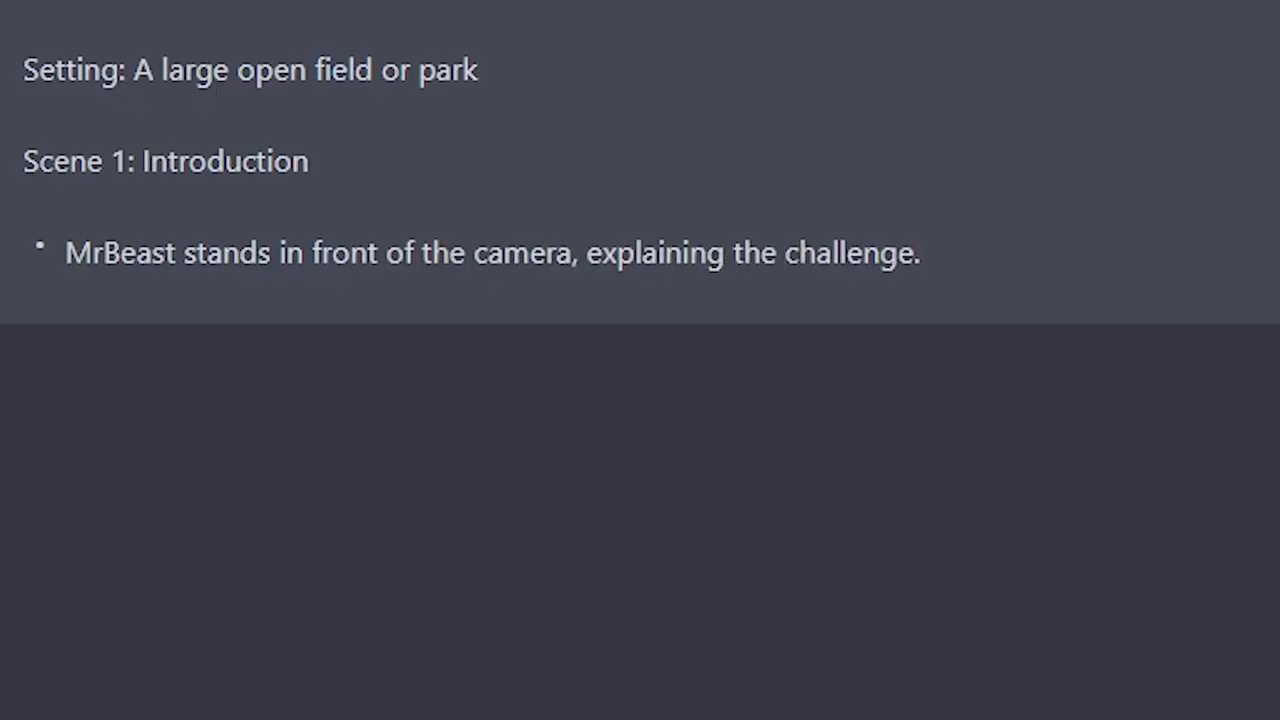 Setting: A large open field or park
Scene 1: Introduction
• MrBeast stands in front of the camera, explaining the challenge.